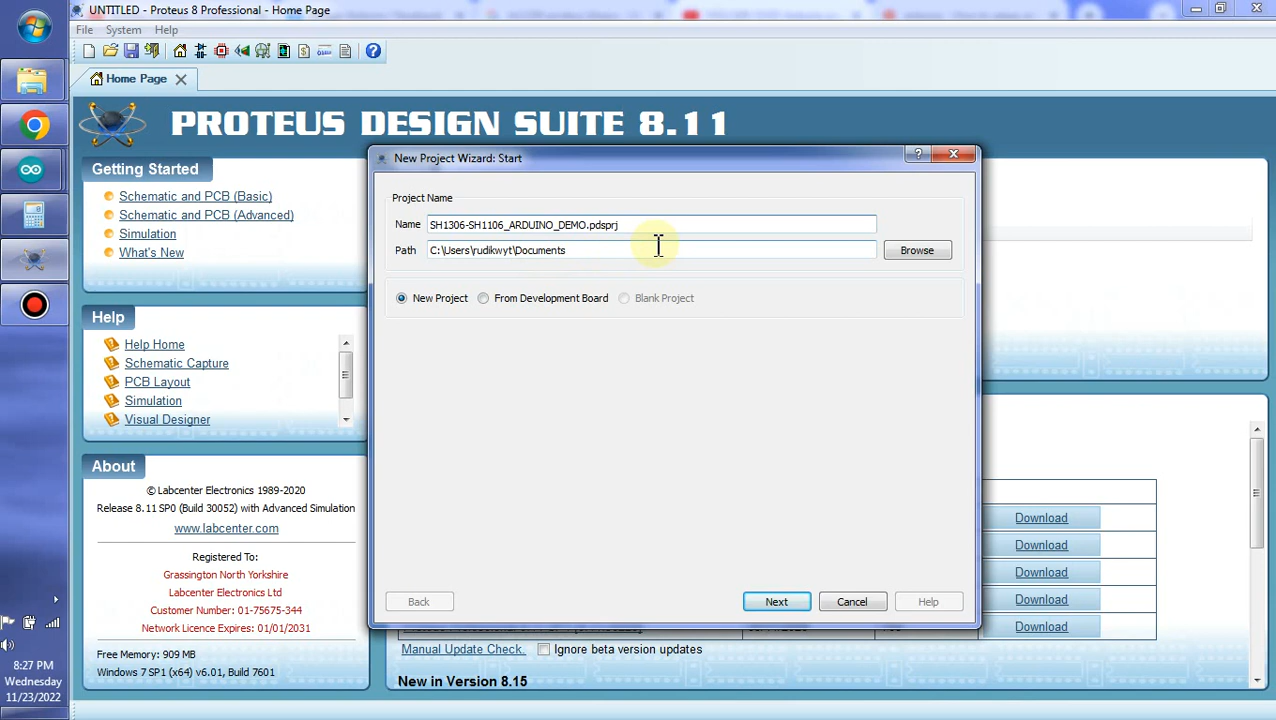 UNTITLED - Proteus 8 Professional - Home Page
File System Help
Home Page
PROTEUS DESIGN SUITE 8.11
Getting Started
Schematic and PCB (Basic)
Schematic and PCB (Advanced)
Simulation
What's New
Help
Help Home
Schematic Capture
PCB Layout
Simulation
Visual Designer
About
© Labcenter Electronics 1989-2020
Release 8.11 SP0 (Build 30052) with Advanced Simulation
www.labcenter.com
Registered To:
Grassington North Yorkshire
Labcenter Electronics Ltd
Customer Number: 01-75675-344
Network Licence Expires: 01/01/2031
Free Memory: 909 MB
Windows 7 SP1 (x64) v6.01, Build 7601
New Project Wizard: Start
Project Name
Name SH1306-SH1106_ARDUINO_DEMO.pdsprj
Path C:\Users\rudikwyt\Documents Browse
New Project From Development Board Blank Project
Back Next Cancel Help
Download
Download
Download
Download
Download
Manual Update Check. Ignore beta version updates
New in Version 8.15
8:27 PM
Wednesday
11/23/2022